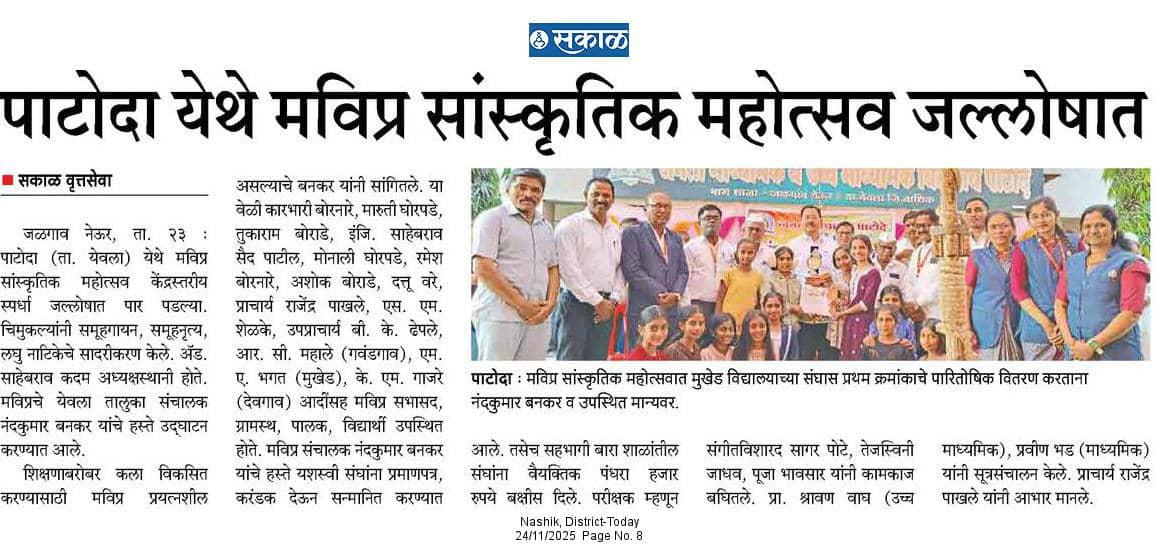 सकाळ
पाटोदा येथे मविप्र सांस्कृतिक महोत्सव जल्लोषात
सकाळ वृत्तसेवा
जळगाव नेऊर, ता. २३ :
पाटोदा (ता. येवला) येथे मविप्र
सांस्कृतिक महोत्सव केंद्रस्तरीय
स्पर्धा जल्लोषात पार पडल्या.
चिमुकल्यांनी समूहगायन, समूहनृत्य,
लघु नाटिकेचे सादरीकरण केले. ॲड.
साहेबराव कदम अध्यक्षस्थानी होते.
मविप्रचे येवला तालुका संचालक
नंदकुमार बनकर यांचे हस्ते उद्‌घाटन
करण्यात आले.
शिक्षणाबरोबर कला विकसित
करण्यासाठी मविप्र प्रयत्नशील
असल्याचे बनकर यांनी सांगितले. या
वेळी कारभारी बोरनारे, मारुती घोरपडे,
तुकाराम बोराडे, इंजि. साहेबराव
सैद पाटील, मोनाली घोरपडे, रमेश
बोरनारे, अशोक बोराडे, दत्तू वरे,
प्राचार्य राजेंद्र पाखले, एस. एम.
शेळके, उपप्राचार्य बी. के. ढेपले,
आर. सी. महाले (गवंडगाव), एम.
ए. भगत (मुखेड), के. एम. गाजरे
(देवगाव) आदींसह मविप्र सभासद,
ग्रामस्थ, पालक, विद्यार्थी उपस्थित
होते. मविप्र संचालक नंदकुमार बनकर
यांचे हस्ते यशस्वी संघांना प्रमाणपत्र,
करंडक देऊन सन्मानित करण्यात
पाटोदा : मविप्र सांस्कृतिक महोत्सवात मुखेड विद्यालयाच्या संघास प्रथम क्रमांकाचे पारितोषिक वितरण करताना
नंदकुमार बनकर व उपस्थित मान्यवर.
आले. तसेच सहभागी बारा शाळांतील
संघांना वैयक्तिक पंधरा हजार
रुपये बक्षीस दिले. परीक्षक म्हणून
संगीतविशारद सागर पोटे, तेजस्विनी
जाधव, पूजा भावसार यांनी कामकाज
बघितले. प्रा. श्रावण वाघ (उच्च
माध्यमिक), प्रवीण भड (माध्यमिक)
यांनी सूत्रसंचालन केले. प्राचार्य राजेंद्र
पाखले यांनी आभार मानले.
Nashik, District-Today
24/11/2025 Page No. 8